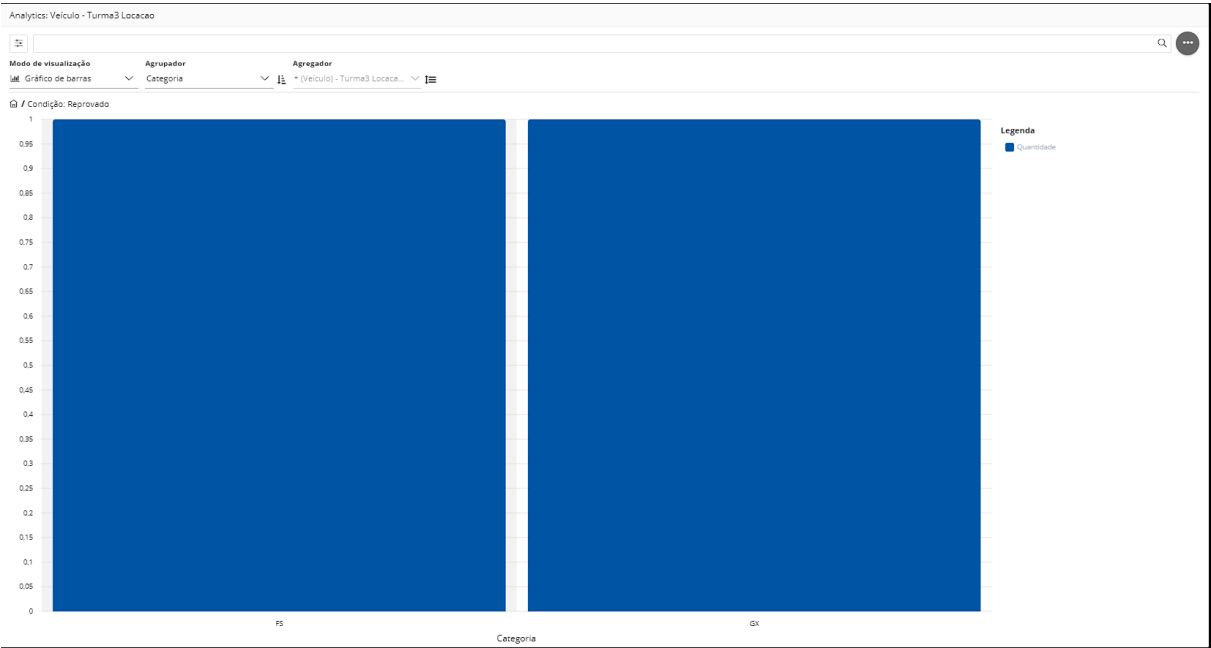 Analytics: Veículo - Turma3 Locacao
Modo de visualização Agrupador Agregador
Gráfico de barras Categoria * (Veículo) - Turma3 Locaca...
/ Condição: Reprovado
Legenda
Quantidade
1
0,95
0,9
0,85
0,8
0,75
0,7
0,65
0,6
0,55
0,5
0,45
0,4
0,35
0,3
0,25
0,2
0,15
0,1
0,05
0
FS GX
Categoria